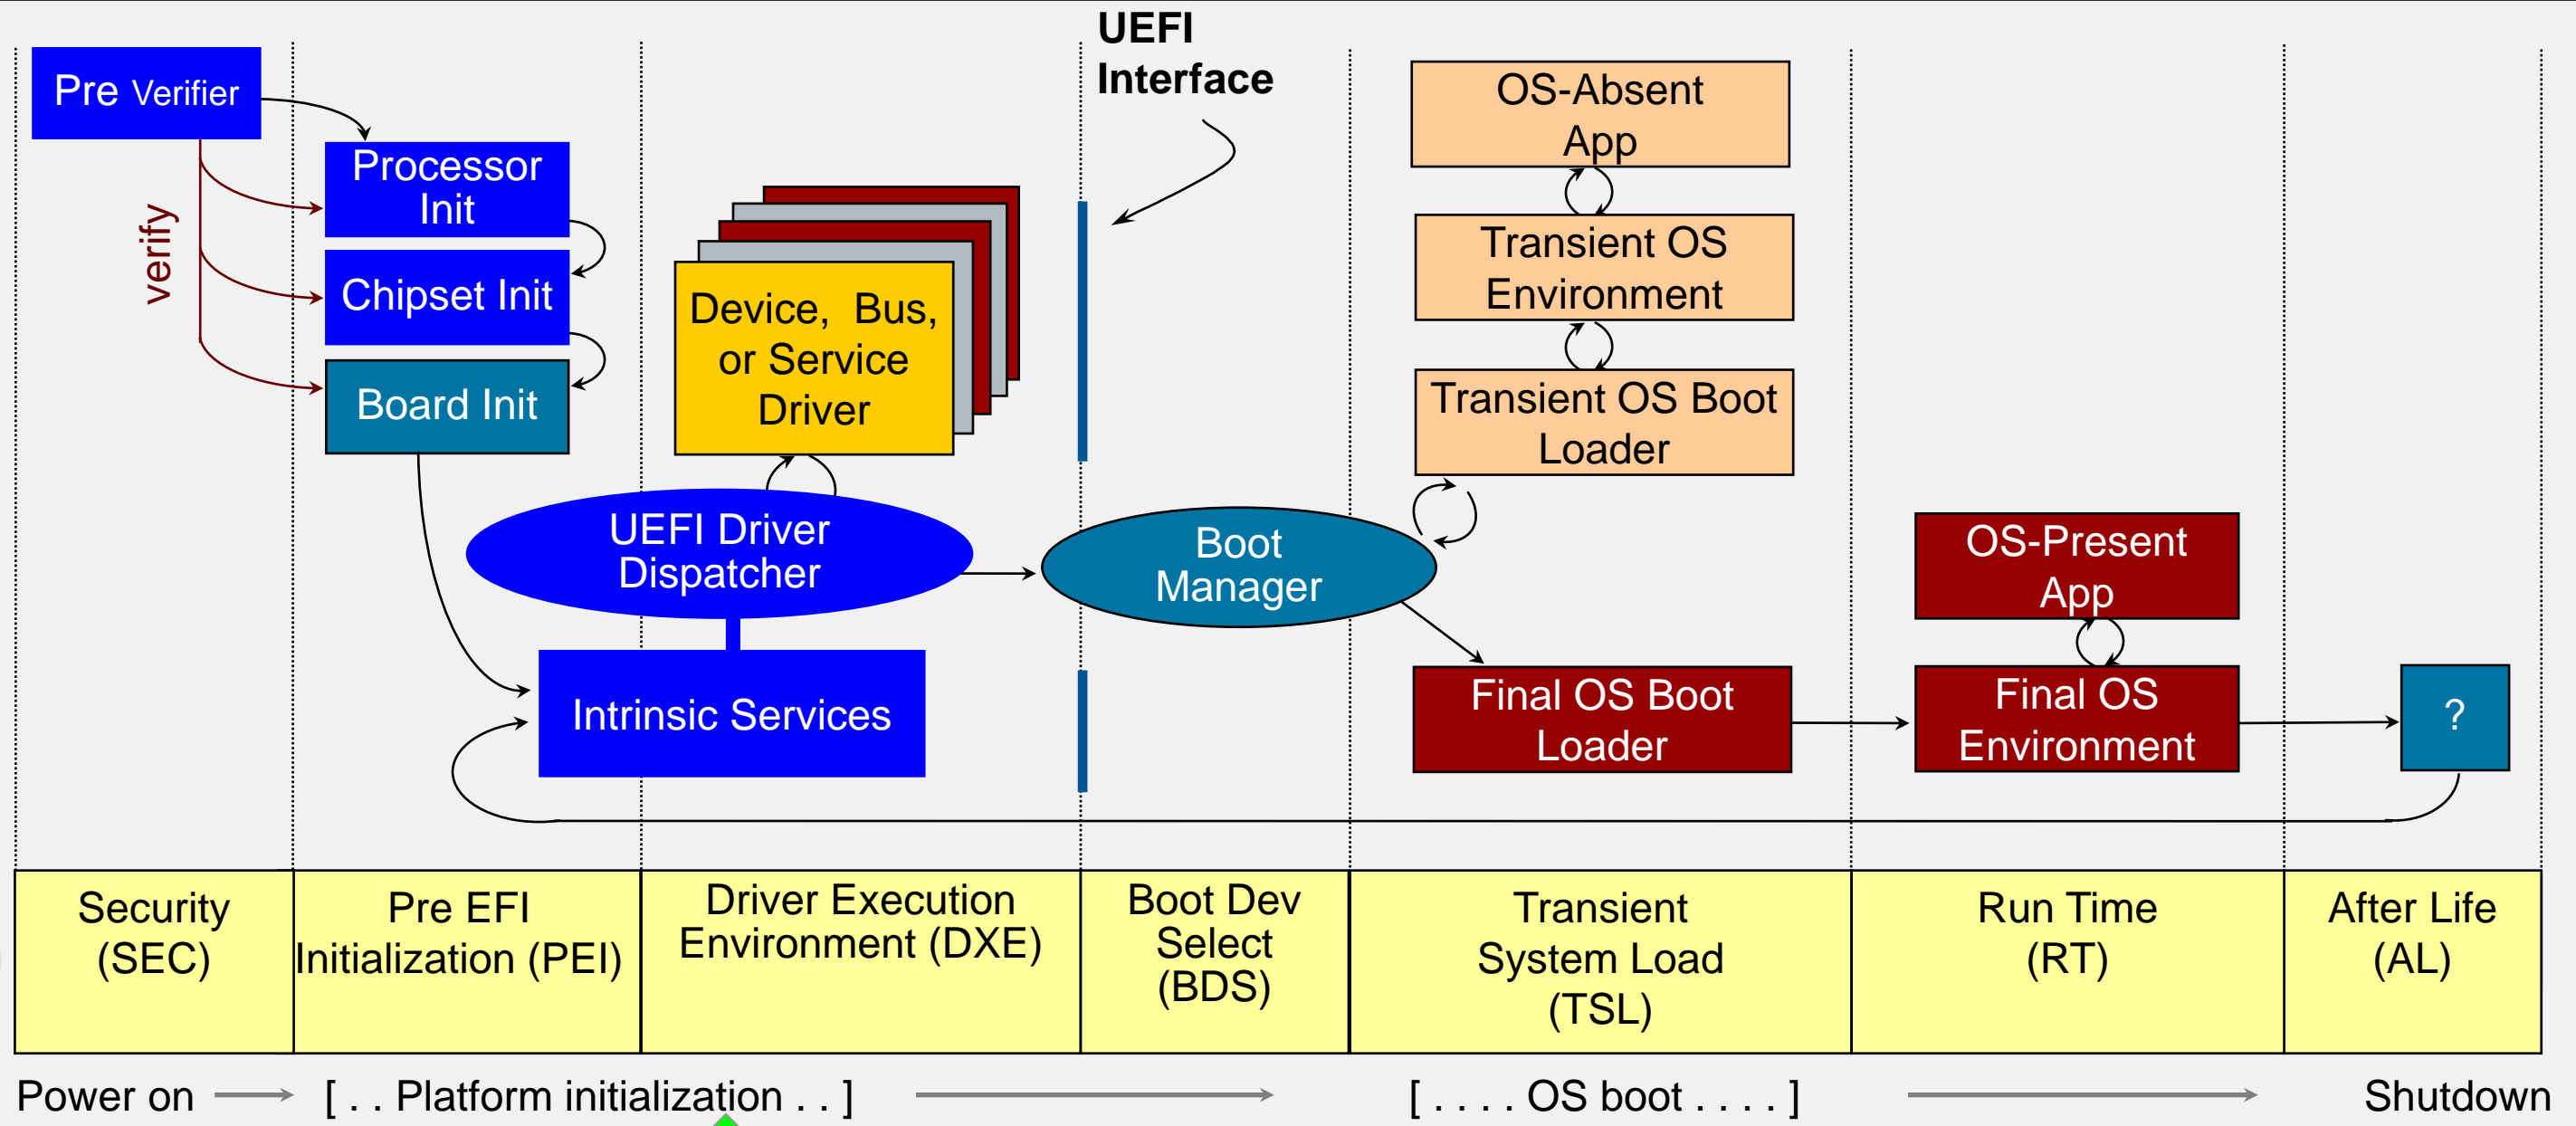 UEFI
Interface
Pre Verifier
verify
Processor
Init
Chipset Init
Board Init
Device, Bus,
or Service
Driver
UEFI Driver
Dispatcher
Intrinsic Services
Boot
Manager
OS-Absent
App
Transient OS
Environment
Transient OS Boot
Loader
Final OS Boot
Loader
OS-Present
App
Final OS
Environment
?
Security
(SEC)
Pre EFI
Initialization (PEI)
Driver Execution
Environment (DXE)
Boot Dev
Select
(BDS)
Transient
System Load
(TSL)
Run Time
(RT)
After Life
(AL)
Power on
[ . . Platform initialization . . ]
[ . . . . OS boot . . . . ]
Shutdown